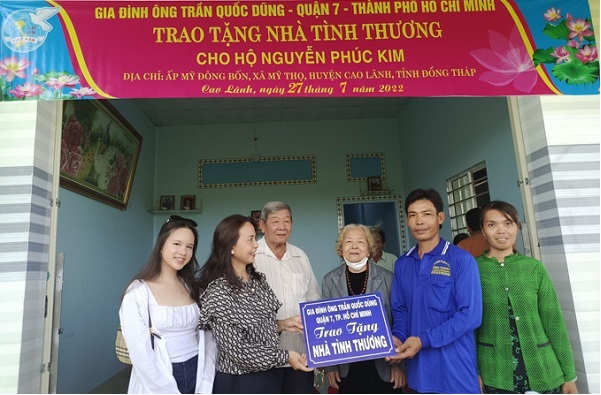 GIA ĐÌNH ÔNG TRẦN QUỐC DŨNG - QUẬN 7 - THÀNH PHỐ HỒ CHÍ MINH
TRAO TẶNG NHÀ TÌNH THƯƠNG
CHO HỘ NGUYỄN PHÚC KIM
ĐỊA CHỈ: ẤP MỸ ĐÔNG BỐN, XÃ MỸ THỌ, HUYỆN CAO LÃNH, TỈNH ĐỒNG THÁP
Cao Lãnh, ngày 27 tháng 7 năm 2022
GIA ĐÌNH ÔNG TRẦN QUỐC DŨNG
QUẬN 7, TP. HỒ CHÍ MINH
Trao Tặng
NHÀ TÌNH THƯƠNG